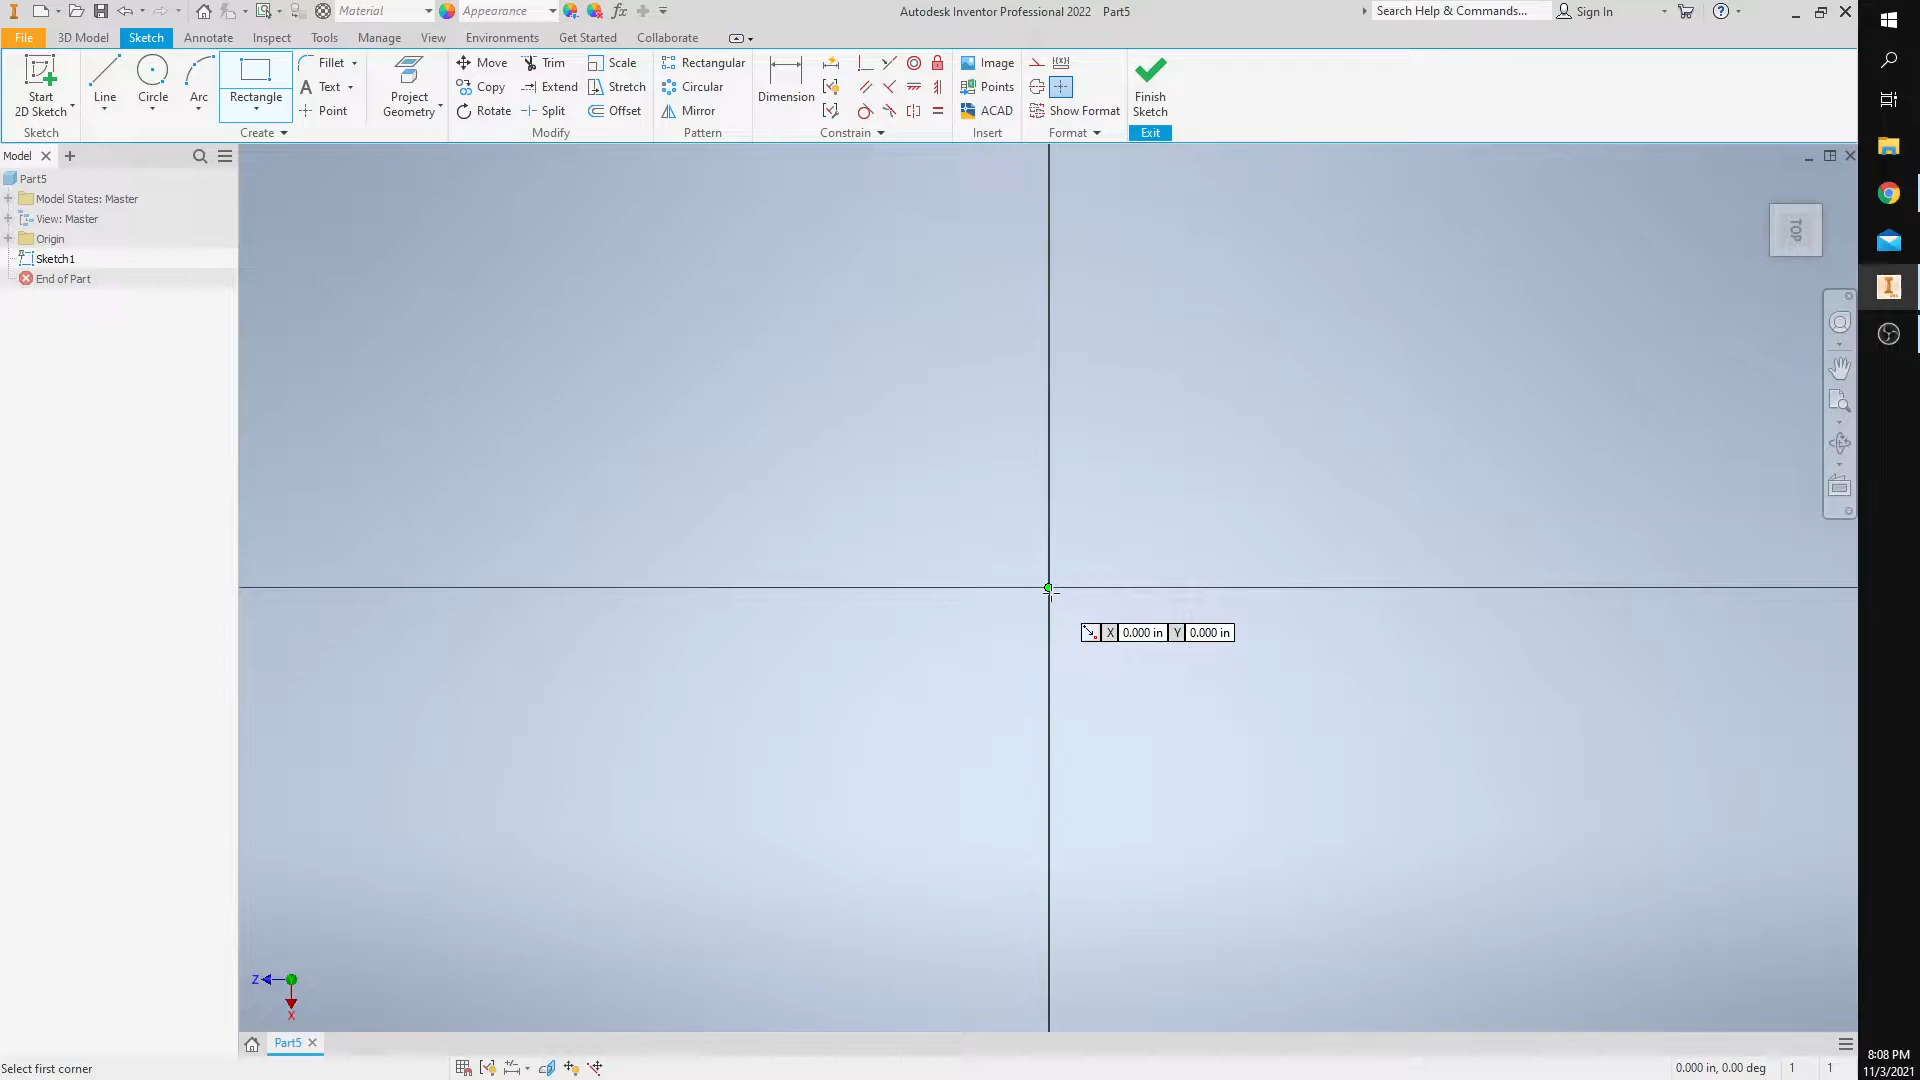 Material
Appearance
Autodesk Inventor Professional 2022 Part5
Search Help & Commands...
Sign In
File
3D Model
Sketch
Annotate
Inspect
Tools
Manage
View
Environments
Get Started
Collaborate
Start
2D Sketch
Line
Circle
Arc
Rectangle
Fillet
Text
Point
Project
Geometry
Move
Copy
Rotate
Trim
Extend
Split
Scale
Stretch
Offset
Rectangular
Circular
Mirror
Dimension
Image
Points
ACAD
Show Format
Finish
Sketch
Sketch
Create
Modify
Pattern
Constrain
Insert
Format
Exit
Model
Part5
Model States: Master
View: Master
Origin
Sketch1
End of Part
TOP
X 0.000 in Y 0.000 in
Z
X
Part5
Select first corner
0.000 in, 0.00 deg 1 1
8:08 PM
11/3/2021